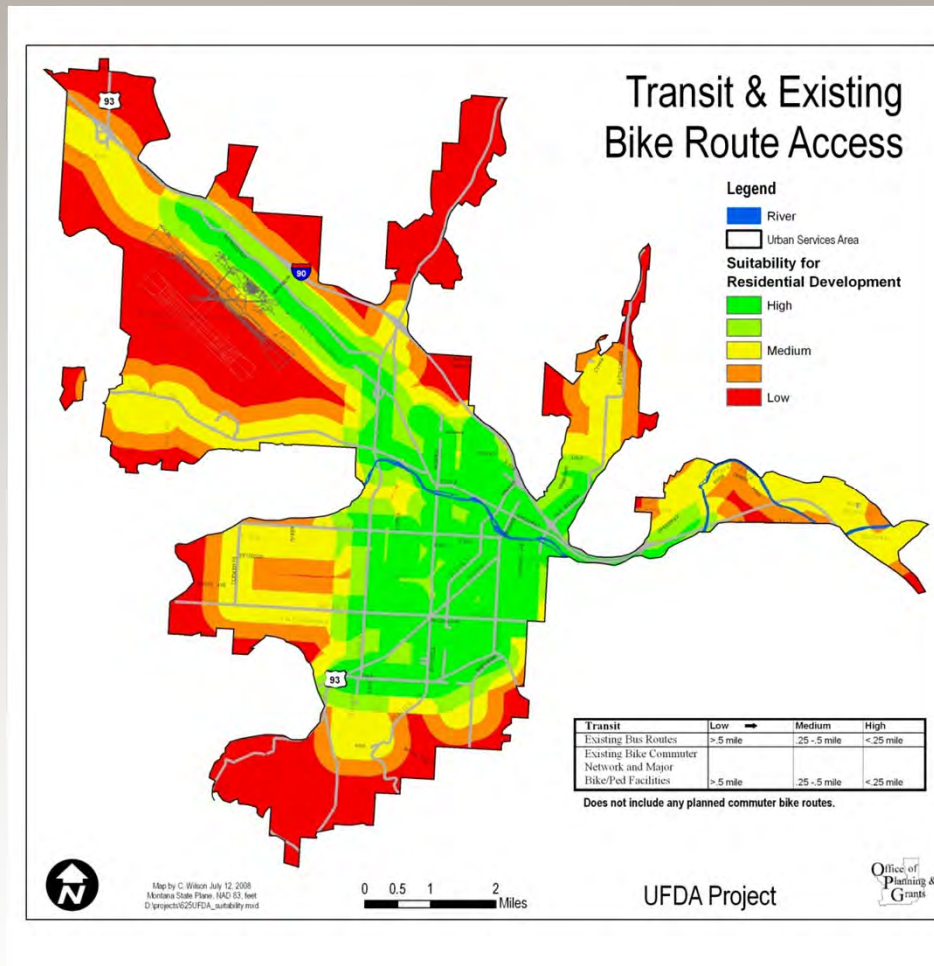 Transit & Existing
Bike Route Access
Legend
River
Urban Services Area
Suitability for
Residential Development
High
Medium
Low
93
90
93
Transit Low Medium High
Existing Bus Routes >.5 mile .25 -.5 mile <.25 mile
Existing Bike Commuter
Network and Major
Bike/Ped Facilities >.5 mile .25 -.5 mile <.25 mile
Does not include any planned commuter bike routes.
N
Map by C. Wilson July 12, 2008
Montana State Plane, NAD 83, feet
D:\projects\625UFDA_suitability.mxd
0 0.5 1 2
Miles
UFDA Project
Office of
Planning &
Grants